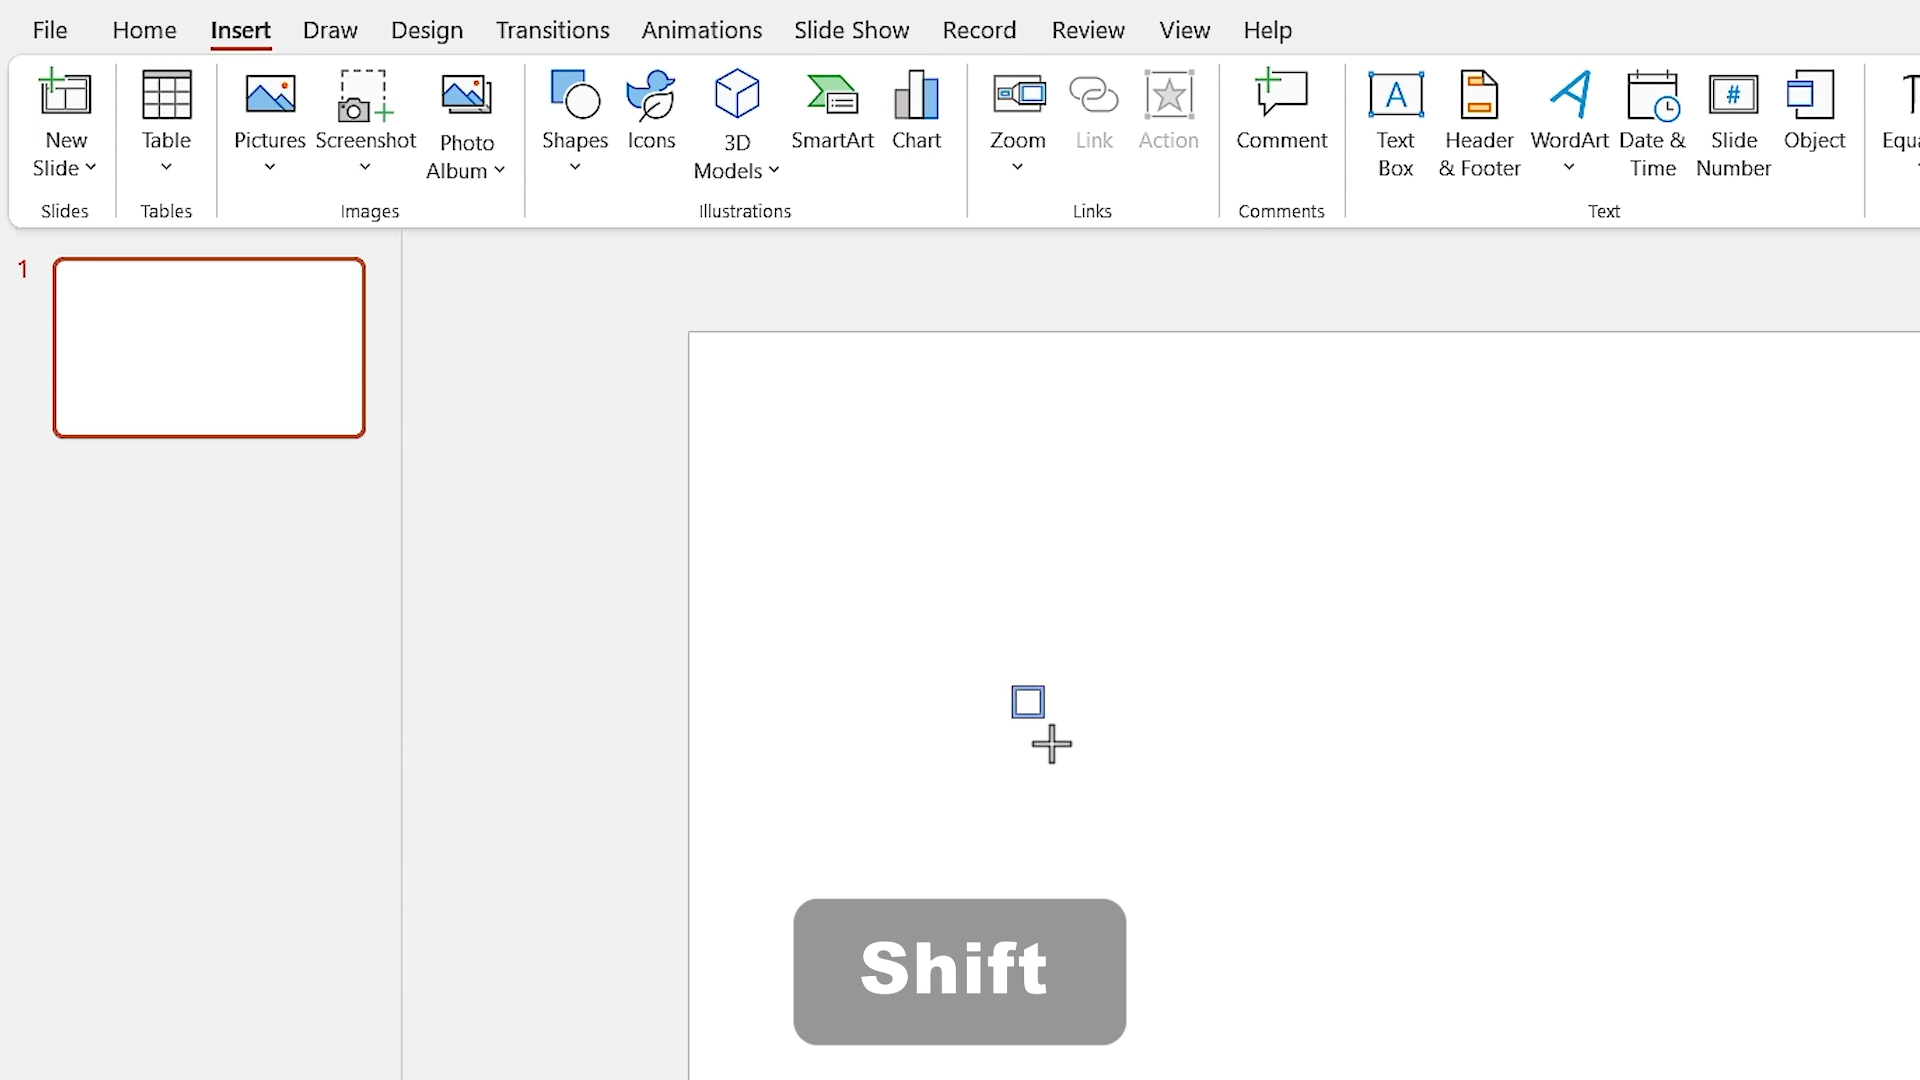 File Home Insert Draw Design Transitions Animations Slide Show Record Review View Help
New Slide
Table
Pictures
Screenshot
Photo Album
Shapes
Icons
3D Models
SmartArt
Chart
Zoom
Link
Action
Comment
A
Text Box
Header & Footer
WordArt
Date & Time
#
Slide Number
Object
Slides Tables Images Illustrations Links Comments Text
1
Shift